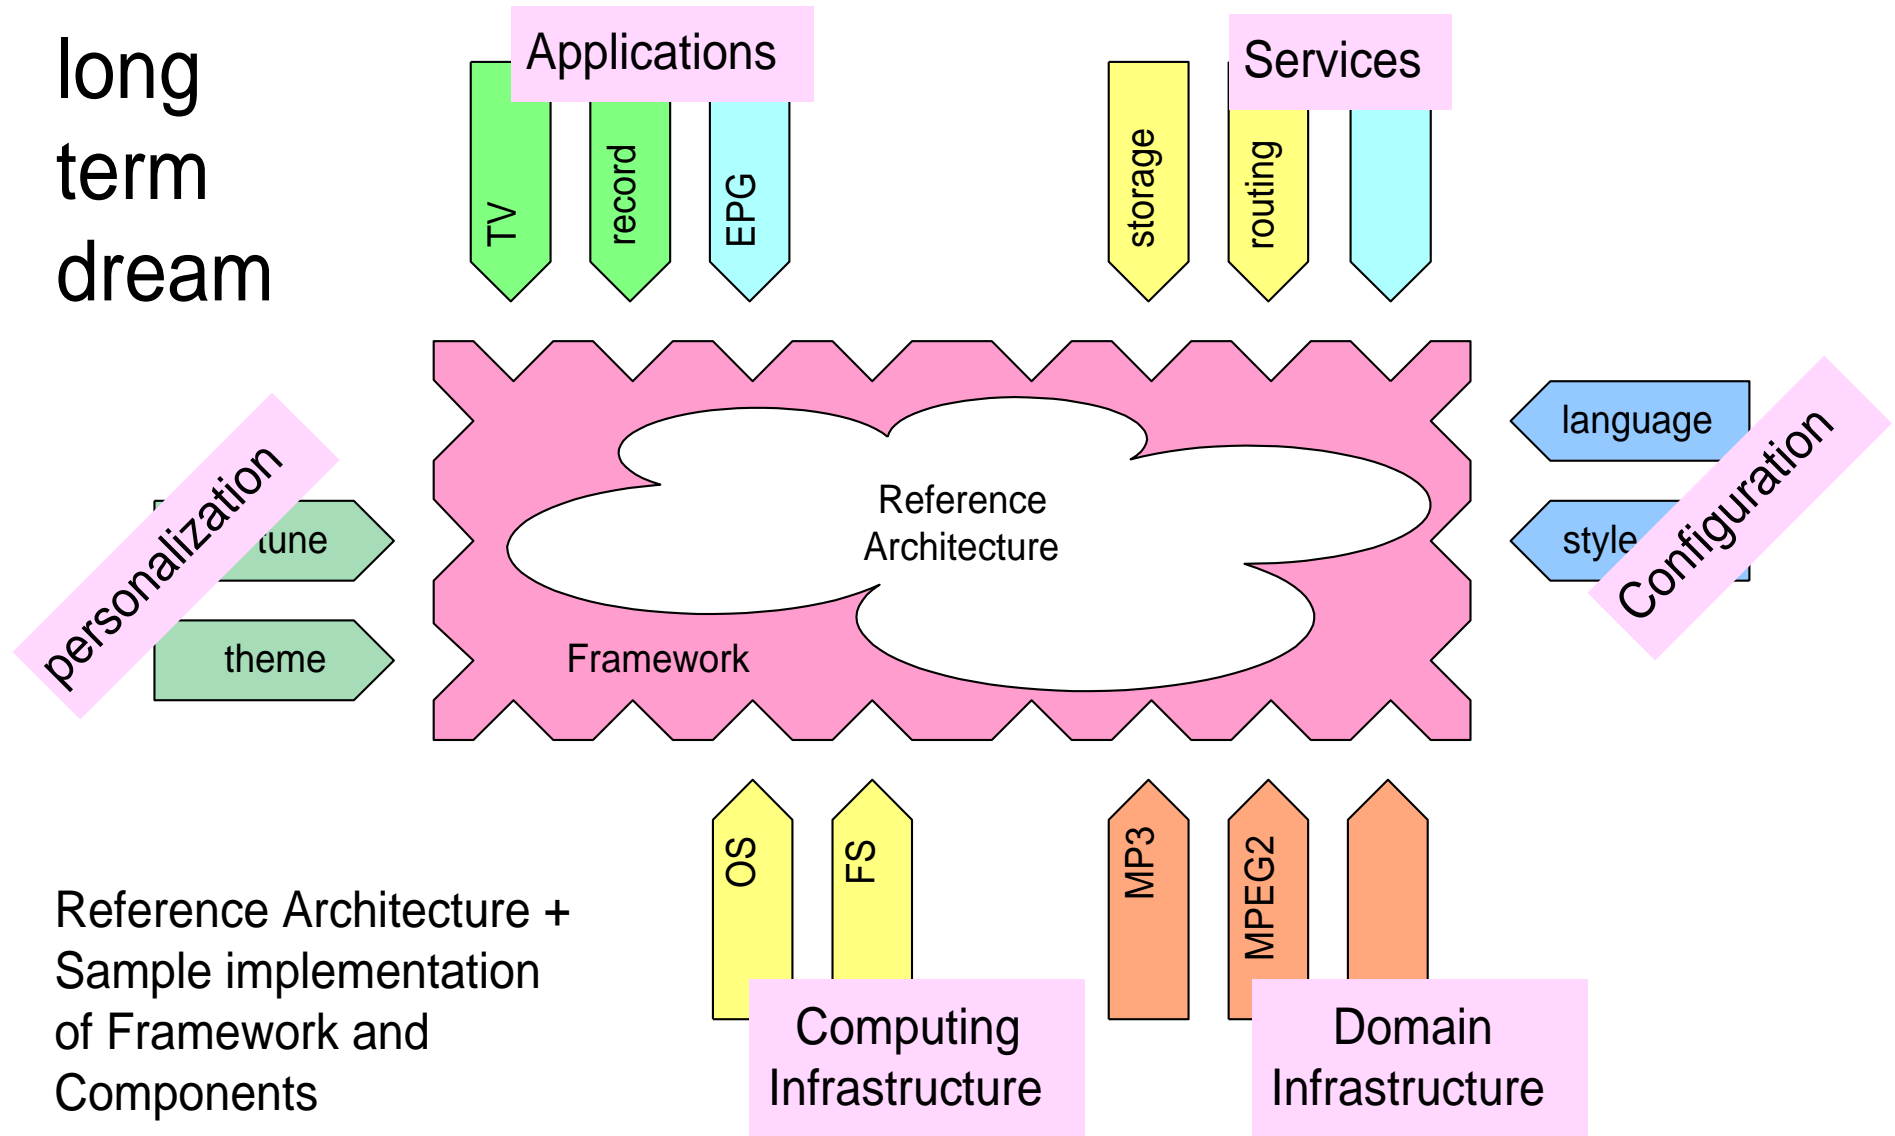 long
term
dream
Applications
Services
TV
record
EPG
storage
routing
personalization
tune
theme
Reference
Architecture
Framework
language
style
Configuration
OS
FS
MP3
MPEG2
Computing
Infrastructure
Domain
Infrastructure
Reference Architecture +
Sample implementation
of Framework and
Components